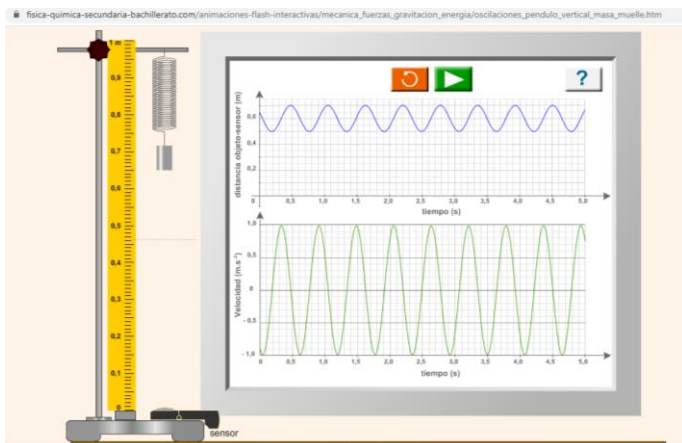 fisica-quimica-secundaria-bachillerato.com/animaciones-flash-interactivas/mecanica_fuerzas_gravitacion_energia/oscilaciones_pendulo_vertical_masa_muelle.htm
1 m
0,9
0,8
0,7
0,6
0,5
0,4
0,3
0,2
0,1
0
sensor
?
distancia objeto-sensor (m)
0,6
0,4
0,2
0
0,5 1,0 1,5 2,0 2,5 3,0 3,5 4,0 4,5 5,0
tiempo (s)
Velocidad (m.s⁻¹)
1,0
0,5
0
- 0,5
- 1,0
0 0,5 1,0 1,5 2,0 2,5 3,0 3,5 4,0 4,5 5,0
tiempo (s)